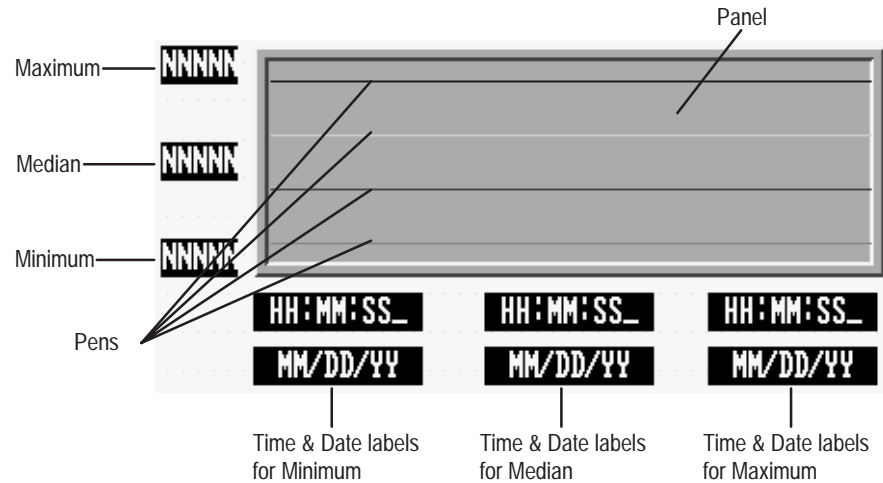 Panel
Maximum
NNNNN
Median
NNNNN
Minimum
NNNNN
Pens
HH:MM:SS_
HH:MM:SS_
HH:MM:SS_
MM/DD/YY
MM/DD/YY
MM/DD/YY
Time & Date labels
for Minimum
Time & Date labels
for Median
Time & Date labels
for Maximum